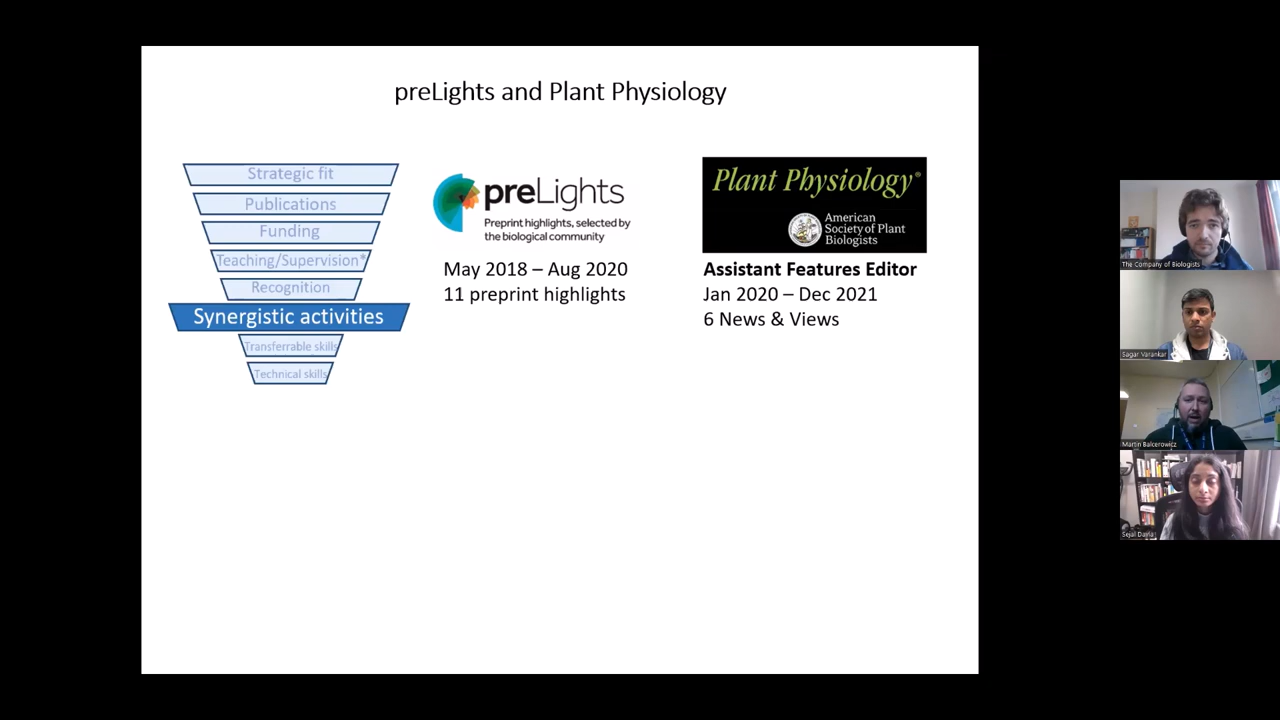 preLights and Plant Physiology
Strategic fit
Publications
Funding
Teaching/Supervision*
Recognition
Synergistic activities
Transferrable skills
Technical skills
preLights
Preprint highlights, selected by
the biological community
May 2018 – Aug 2020
11 preprint highlights
Plant Physiology®
American
Society of Plant
Biologists
Assistant Features Editor
Jan 2020 – Dec 2021
6 News & Views
The Company of Biologists
Sagar Varankar
Martin Balcerowicz
Sejal Davla